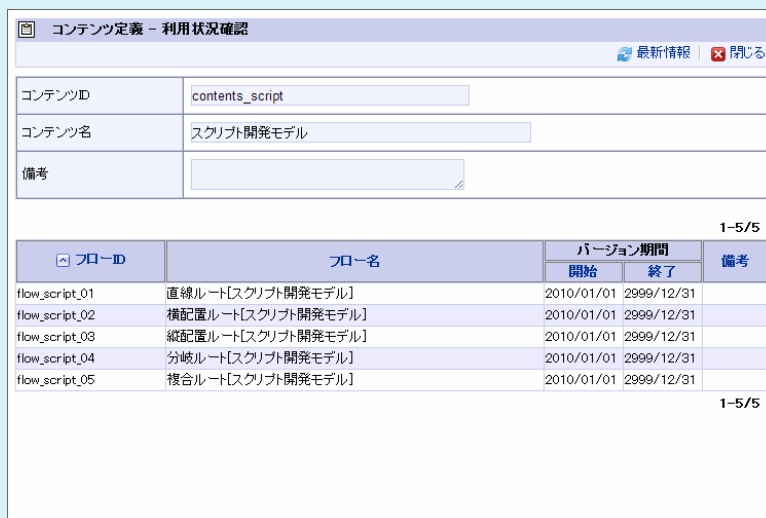 コンテンツ定義 - 利用状況確認
最新情報 閉じる
コンテンツID contents_script
コンテンツ名 スクリプト開発モデル
備考
1-5/5
フローID フロー名 バージョン期間 備考
開始 終了
flow_script_01 直線ルート[スクリプト開発モデル] 2010/01/01 2999/12/31
flow_script_02 横配置ルート[スクリプト開発モデル] 2010/01/01 2999/12/31
flow_script_03 縦配置ルート[スクリプト開発モデル] 2010/01/01 2999/12/31
flow_script_04 分岐ルート[スクリプト開発モデル] 2010/01/01 2999/12/31
flow_script_05 複合ルート[スクリプト開発モデル] 2010/01/01 2999/12/31
1-5/5